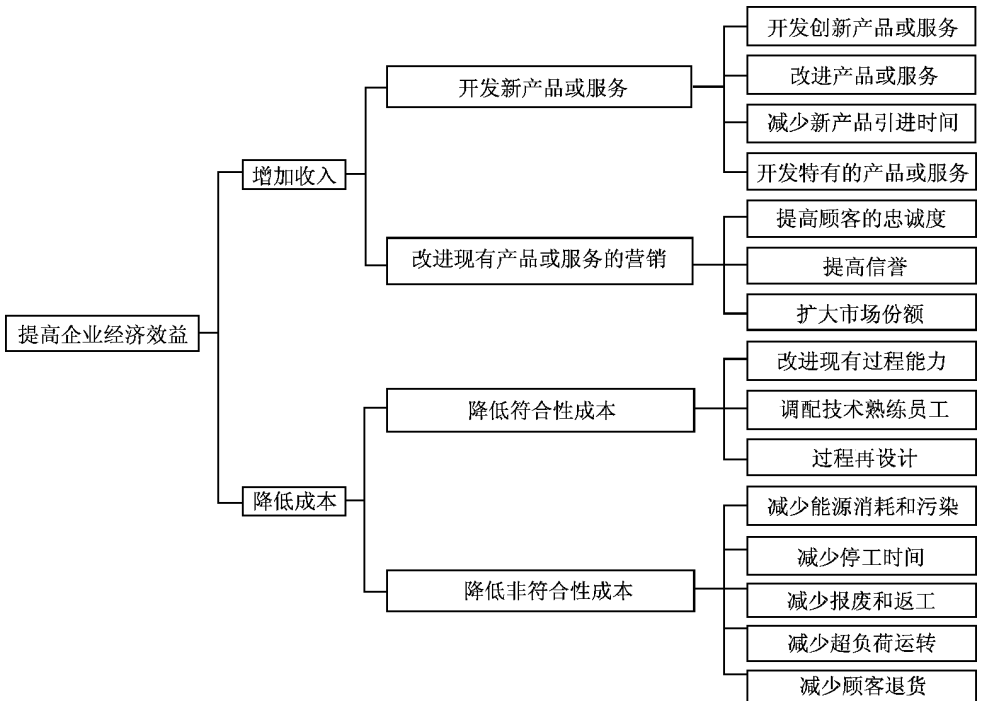 提高企业经济效益
增加收入
开发新产品或服务
开发创新产品或服务
改进产品或服务
减少新产品引进时间
开发特有的产品或服务
改进现有产品或服务的营销
提高顾客的忠诚度
提高信誉
扩大市场份额
降低成本
降低符合性成本
改进现有过程能力
调配技术熟练员工
过程再设计
降低非符合性成本
减少能源消耗和污染
减少停工时间
减少报废和返工
减少超负荷运转
减少顾客退货